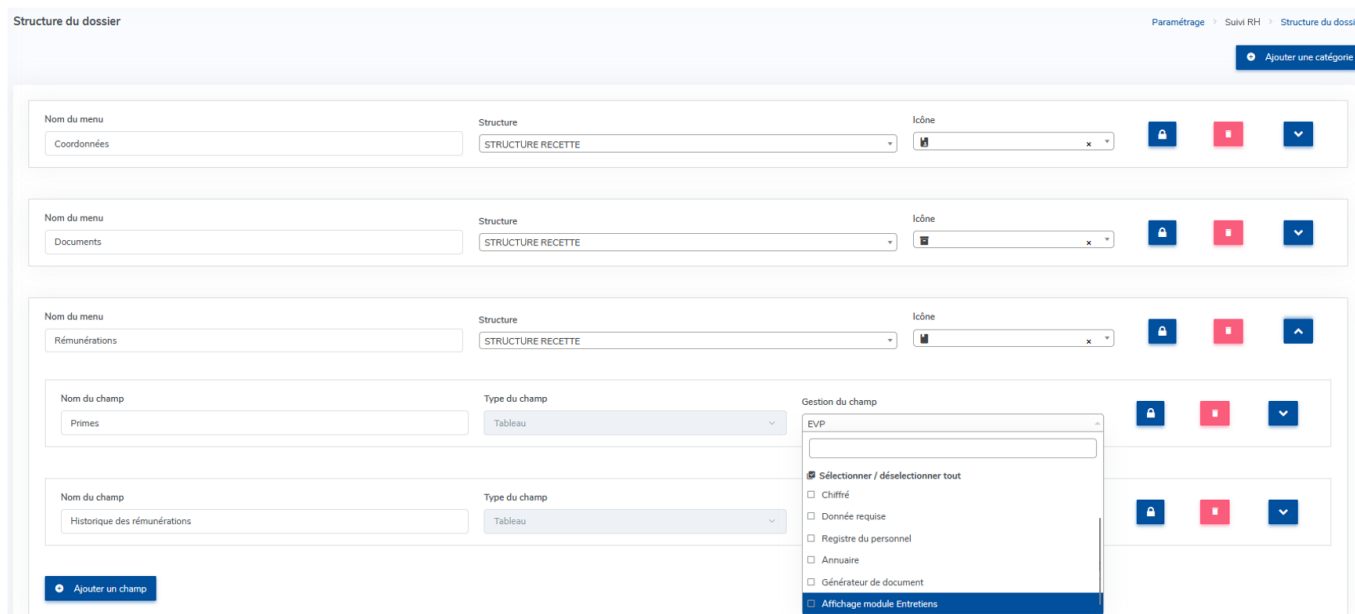 Structure du dossier
Paramétrage > Suivi RH > Structure du dossi
Ajouter une catégorie
Nom du menu
Structure
Icône
Coordonnées
STRUCTURE RECETTE
x
Nom du menu
Structure
Icône
Documents
STRUCTURE RECETTE
x
Nom du menu
Structure
Icône
Rémunérations
STRUCTURE RECETTE
x
Nom du champ
Type du champ
Gestion du champ
Primes
Tableau
EVP
Sélectionner / déselectionner tout
Chiffré
Donnée requise
Registre du personnel
Annuaire
Générateur de document
Affichage module Entretiens
Nom du champ
Type du champ
Historique des rémunérations
Tableau
Ajouter un champ